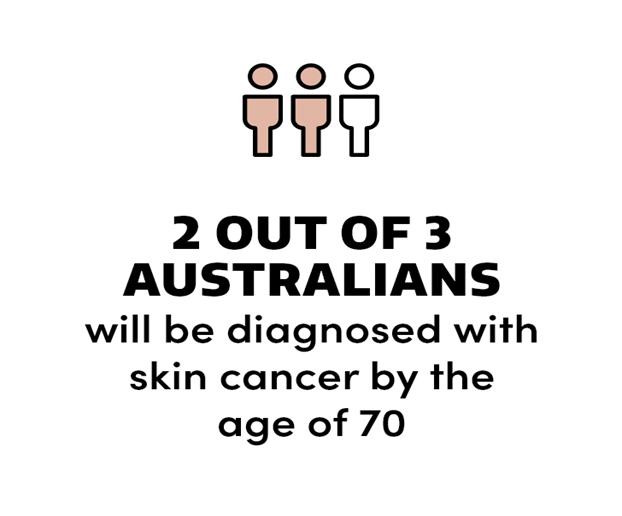 2 OUT OF 3
AUSTRALIANS
will be diagnosed with
skin cancer by the
age of 70